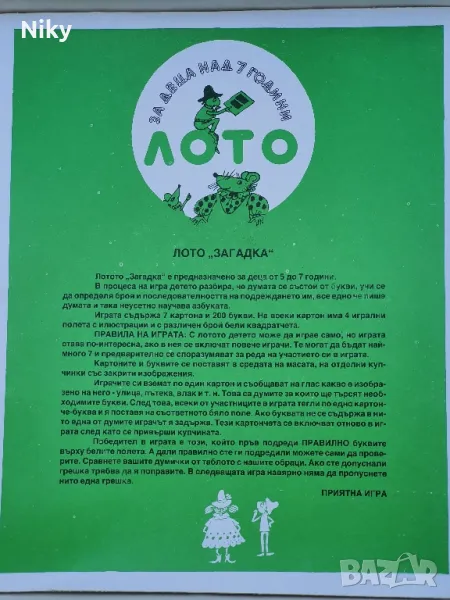 Niky
ЗА ДЕЦА НАД 7 ГОДИНИ
ЛОТО
ЛОТО „ЗАГАДКА“
Лотото „Загадка“ е предназначено за деца от 5 до 7 години.
В процеса на игра детето разбира, че думата се състои от букви, учи се
да определя броя и последователността на подреждането им, все едно че пише
думата и така неусетно научава азбуката.
Играта съдържа 7 картона и 200 букви. На всеки картон има 4 игрални
полета с илюстрации и с различен брой бели квадратчета.
ПРАВИЛА НА ИГРАТА: С лотото детето може да играе само, но играта
става по-интересна, ако в нея се включат повече играчи. Те могат да бъдат най-
много 7 и предварително се споразумяват за реда на участието си в играта.
Картоните и буквите се поставят в средата на масата, на отделни куп-
чинки със закрити изображения.
Играчите си вземат по един картон и съобщават на глас какво е изобра-
зено на него - улица, пътека, влак и т. н. Това са думите за които ще търсят необ-
ходимите букви. След това, всеки от участниците в играта тегли по едно картон-
че-буква и я поставя на съответното бяло поле. Ако буквата не се съдържа в ни-
то една от думите играчът я задържа. Тези картончета се включват отново в иг-
рата след като се привърши купчината.
Победител в играта е този, който пръв подреди ПРАВИЛНО буквите
върху белите полета. А дали правилно сте ги подредили можете сами да прове-
рите. Сравнете вашите думички от таблото с нашите образци. Ако сте допуснали
грешка трябва да я поправите. В следващата игра навярно няма да пропуснете
нито една грешка.
ПРИЯТНА ИГРА
BAZAR